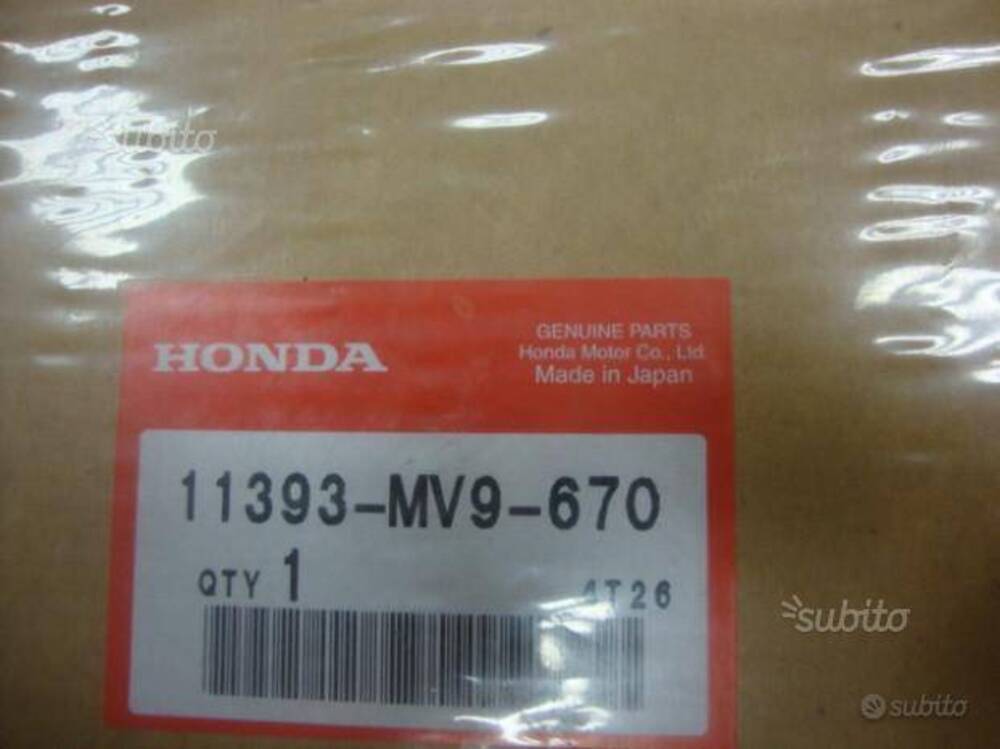 subito
HONDA
GENUINE PARTS
Honda Motor Co., Ltd.
Made in Japan
11393-MV9-670
QTY 1
4T26
subito
subito